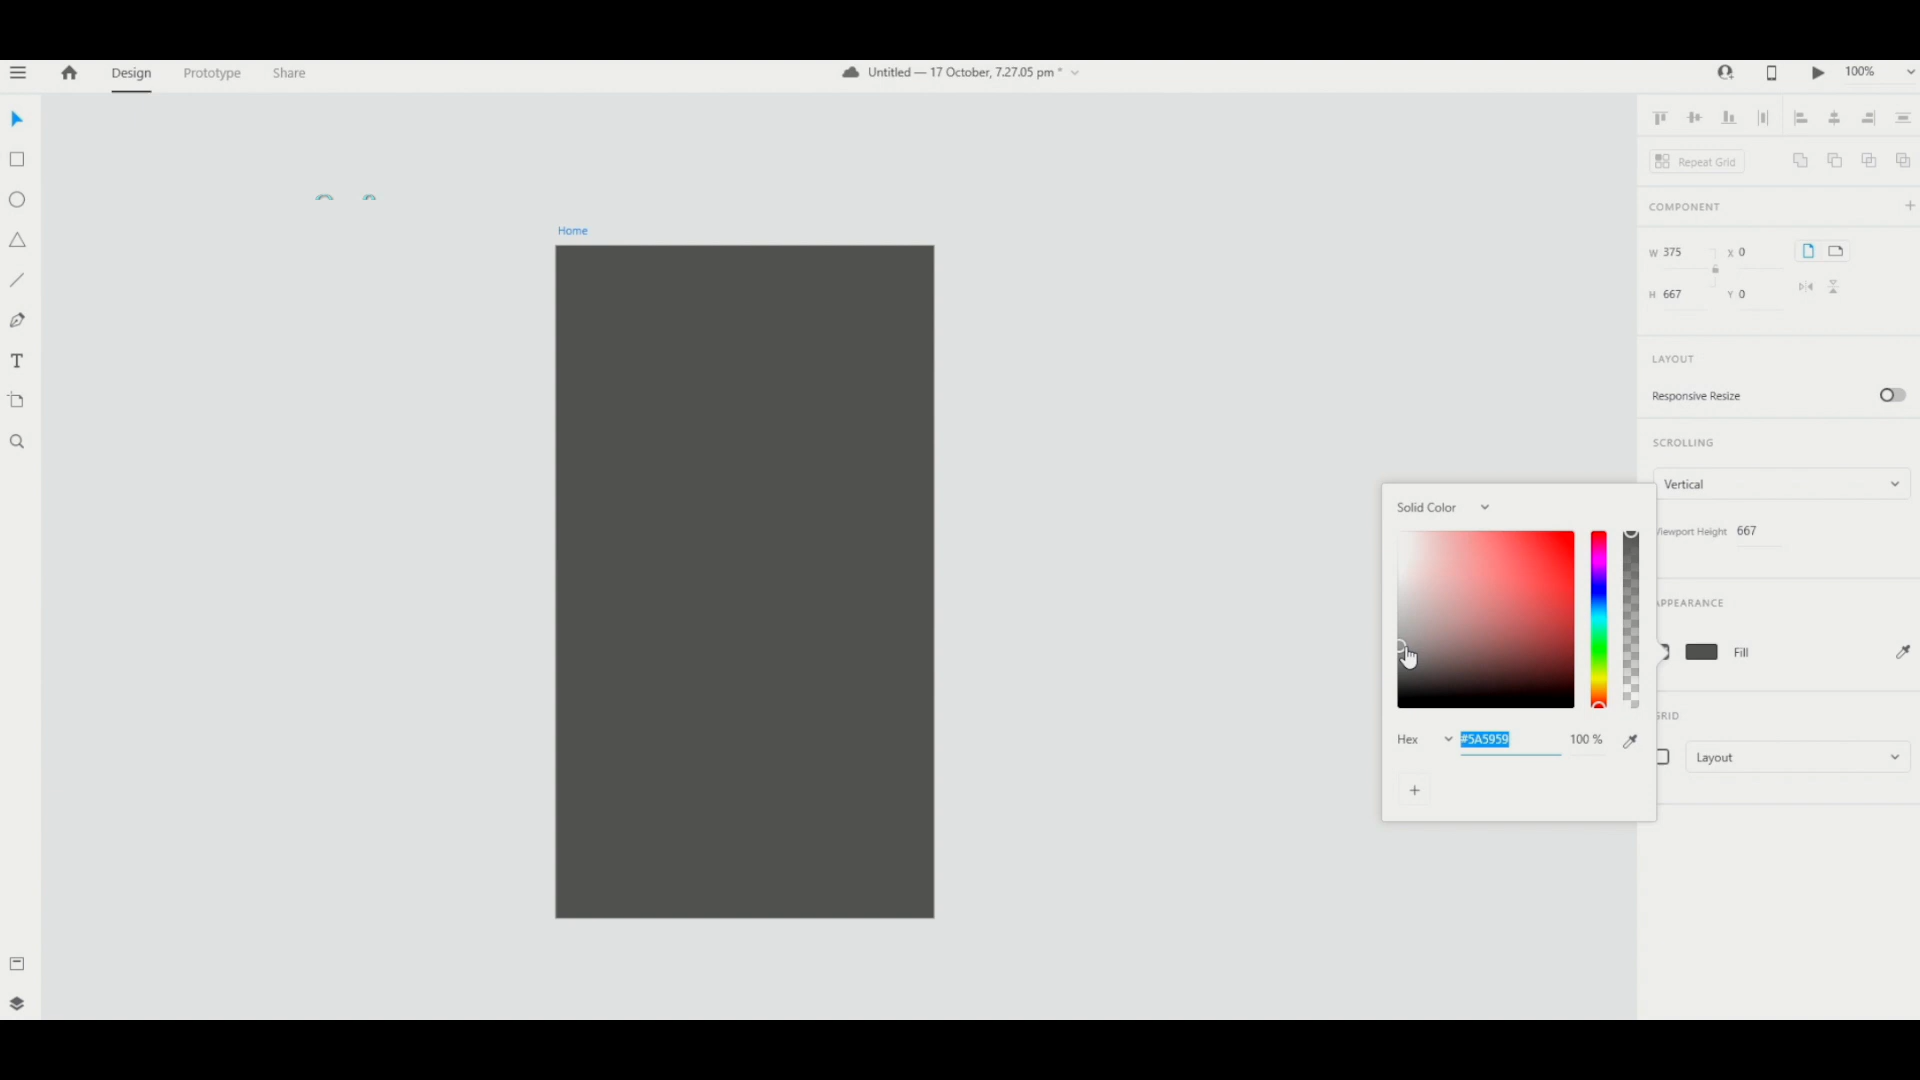 Design Prototype Share
Untitled — 17 October, 7.27.05 pm *
100%
Repeat Grid
COMPONENT
W 375 X 0
H 667 Y 0
Home
LAYOUT
Responsive Resize
SCROLLING
Vertical
Viewport Height 667
APPEARANCE
Fill
GRID
Layout
Solid Color
Hex #5A5959 100 %